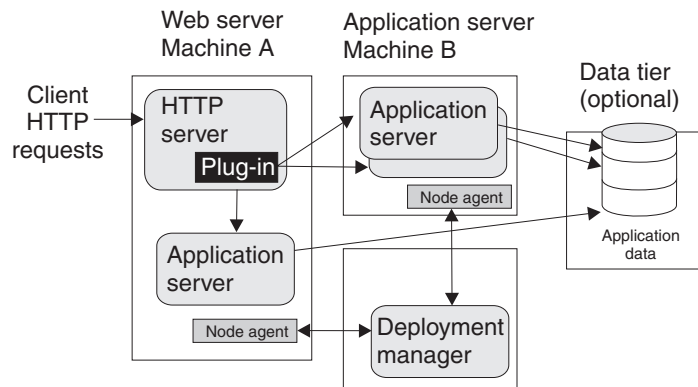 Web server
Machine A
Application server
Machine B
Data tier
(optional)
Client
HTTP
requests
HTTP
server
Plug-in
Application
server
Node agent
Application
data
Application
server
Node agent
Deployment
manager